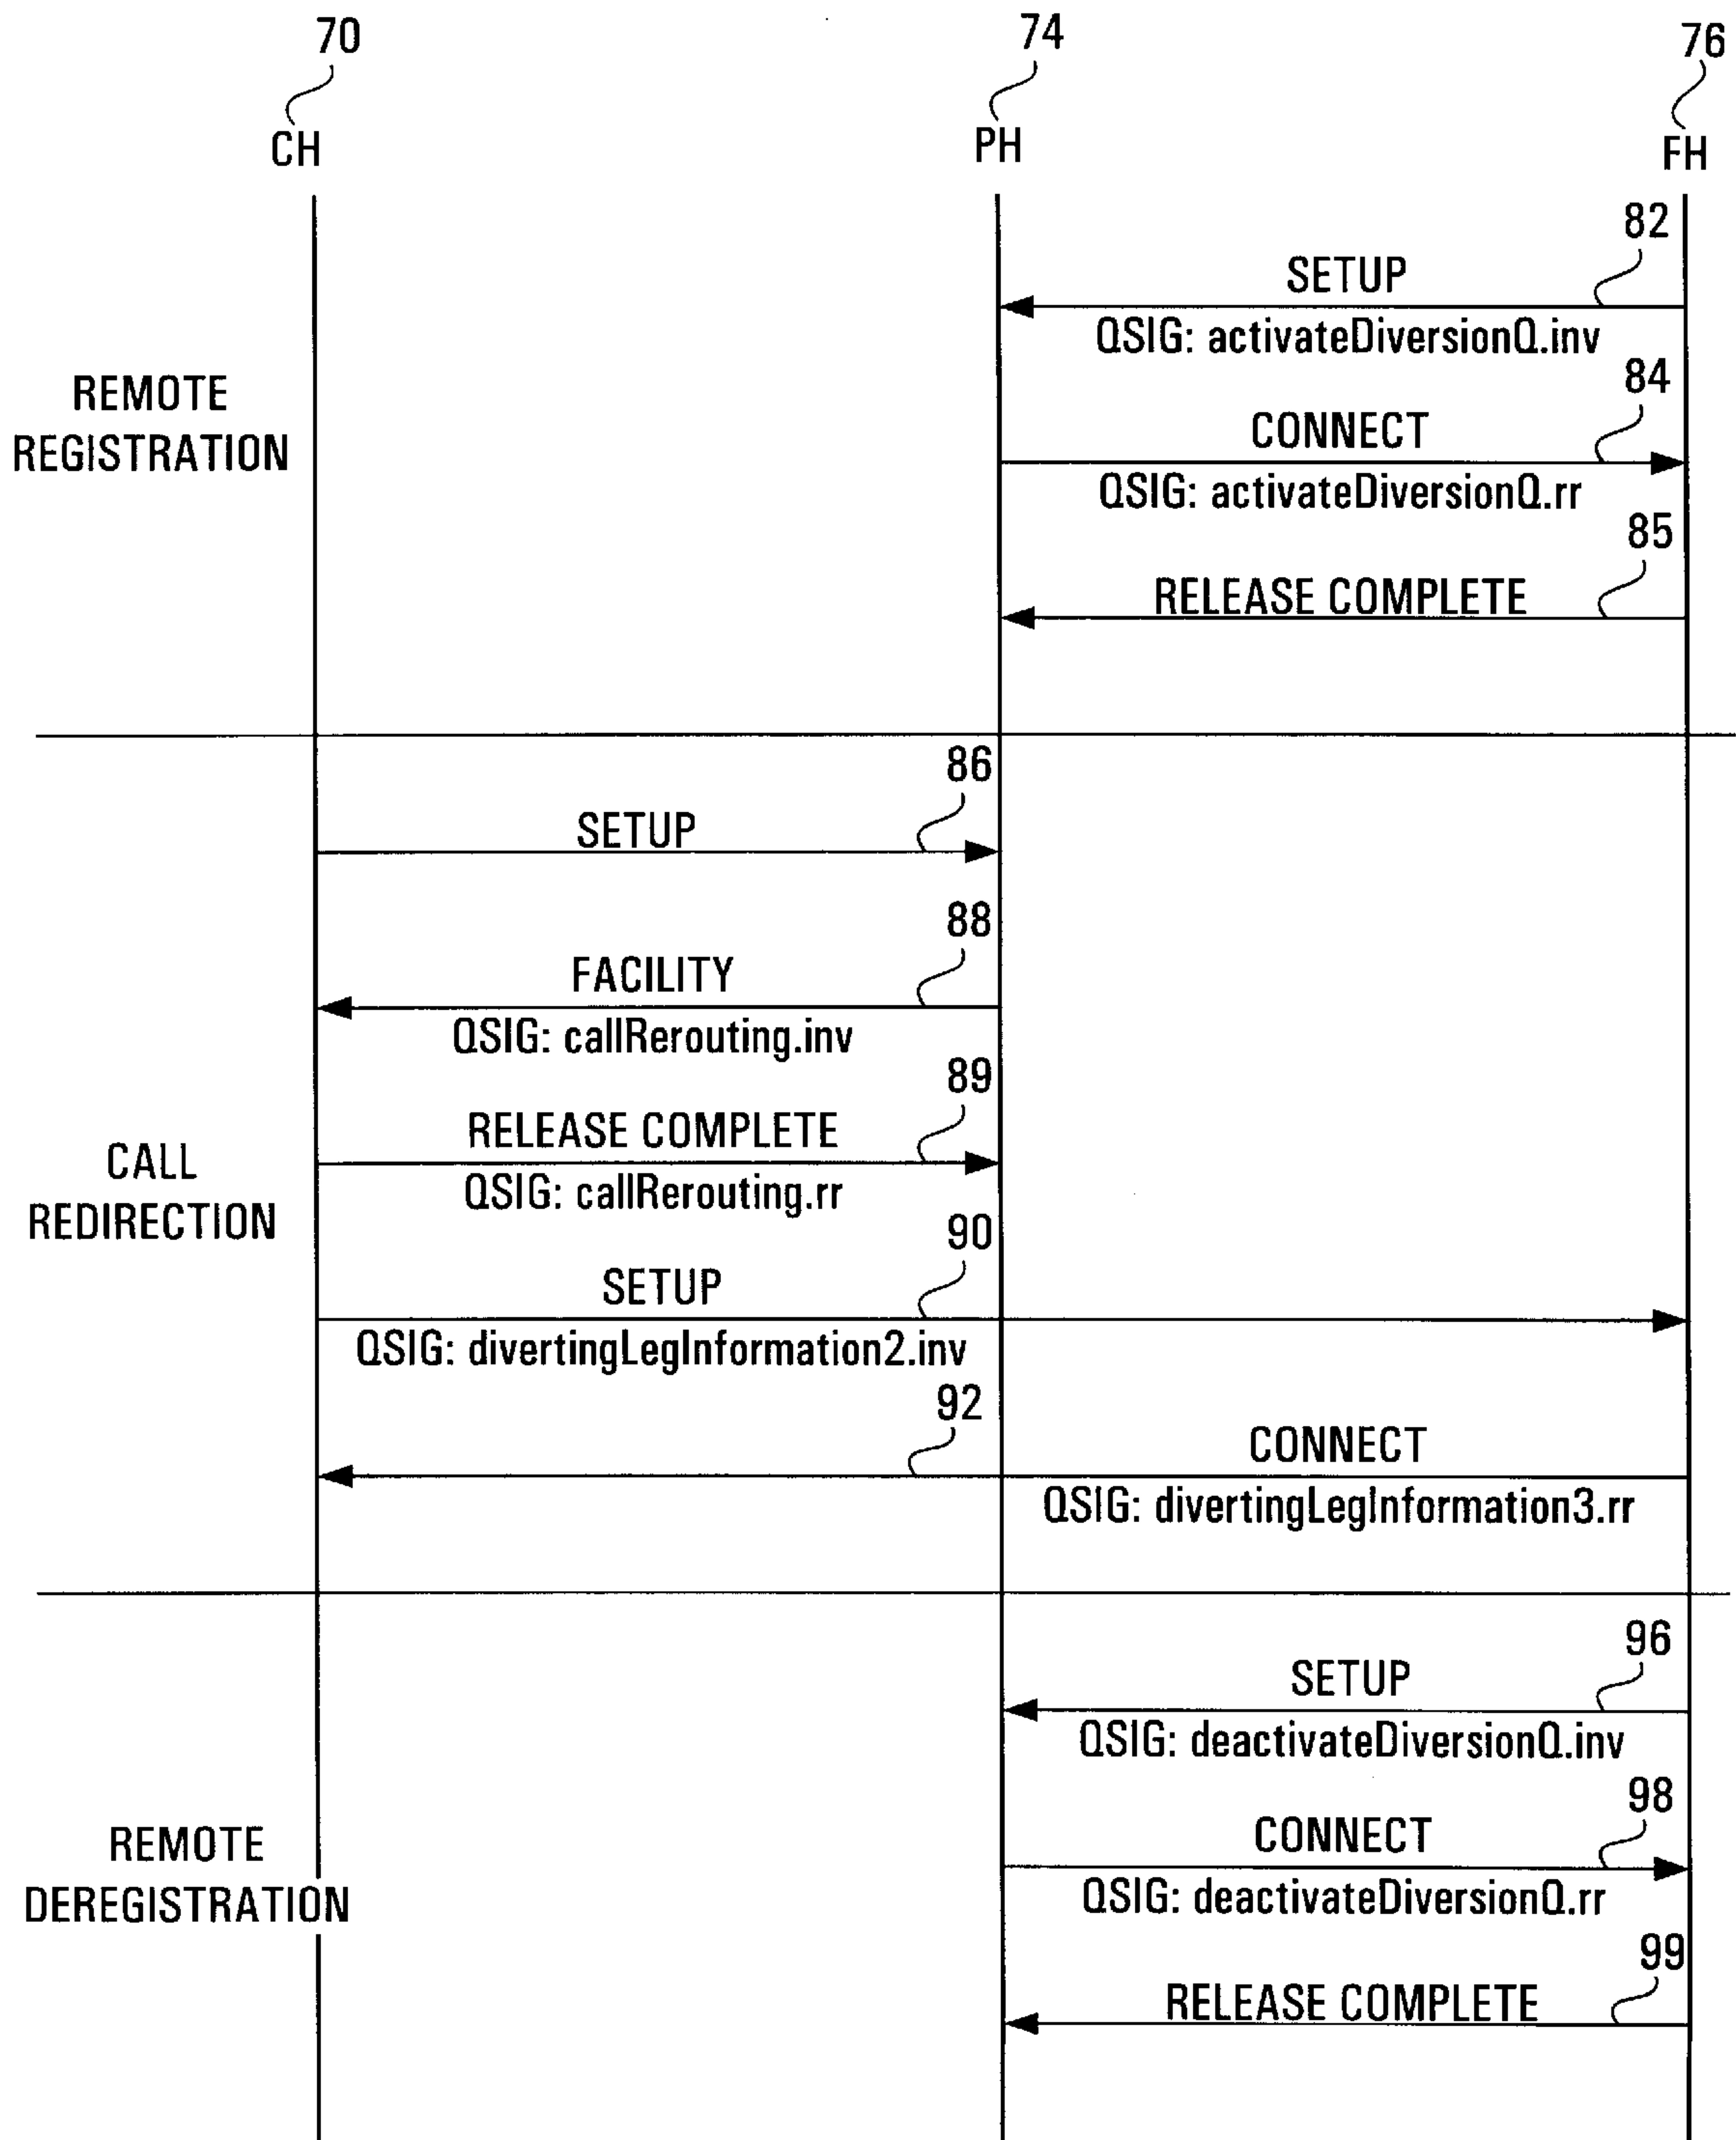 70
74
76
CH
PH
FH
82
SETUP
QSIG: activateDiversionQ.inv
84
REMOTE
REGISTRATION
CONNECT
QSIG: activateDiversionQ.rr
85
RELEASE COMPLETE
86
SETUP
88
FACILITY
QSIG: callRerouting.inv
89
RELEASE COMPLETE
QSIG: callRerouting.rr
CALL
REDIRECTION
90
SETUP
QSIG: divertingLegInformation2.inv
92
CONNECT
QSIG: divertingLegInformation3.rr
96
SETUP
QSIG: deactivateDiversionQ.inv
98
REMOTE
DEREGISTRATION
CONNECT
QSIG: deactivateDiversionQ.rr
99
RELEASE COMPLETE